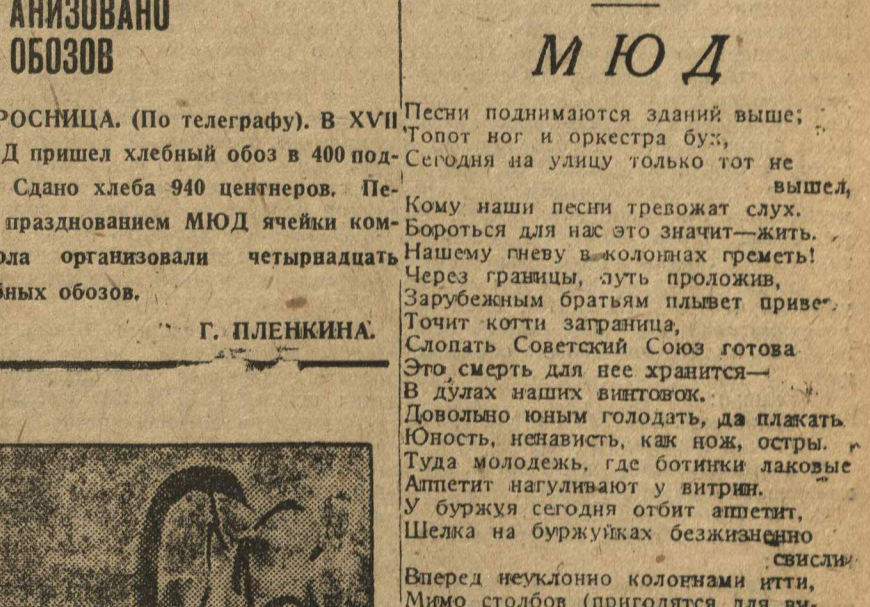 АНИЗОВАНО
ОБОЗОВ
РОСНИЦА. (По телеграфу). В XVII
Д пришел хлебный обоз в 400 под-
Сдано хлеба 940 центнеров. Пе-
празднованием МЮД ячейки ком-
ола организовали четырнадцать
ных обозов.
Г. ПЛЕНКИНА.
МЮД
Песни поднимаются зданий выше;
Топот ног и оркестра бух,
Сегодня на улицу только тот не
вышел,
Кому наши песни тревожат слух.
Бороться для нас это значит—жить.
Нашему гневу в колоннах греметь!
Через границы, путь проложив,
Зарубежным братьям плывет приве
Точит когти заграница,
Слопать Советский Союз готова
Это смерть для нее хранится—
В дулах наших винтовок.
Довольно юным голодать, да плакать
Юность, ненависть, как нож, остры.
Туда молодежь, где ботинки лаковые
Аппетит нагуливают у витрин.
У буржуя сегодня отбит аппетит,
Шелка на буржуйках безжизненно
свисли
Вперед неуклонно колоннами итти,
Мимо столбов (пригодятся для